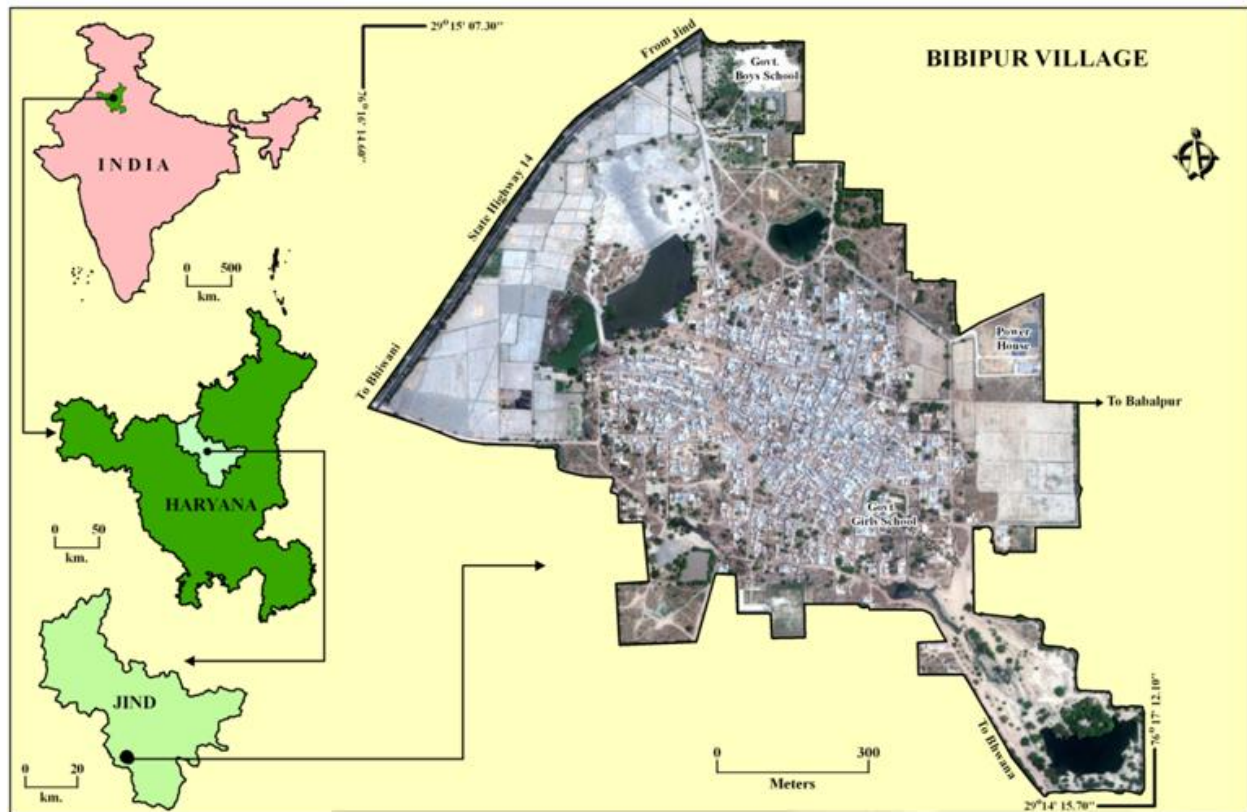 29° 15' 07.30"
76° 16' 14.60"
BIBIPUR VILLAGE
INDIA
0 500
km.
HARYANA
0 50
km.
JIND
0 20
km.
From Jind
State Highway 14
To Bhiwani
Govt.
Boys School
Power
House
To Babalpur
Govt.
Girls School
To Bhwana
0 300
Meters
76° 17' 12.10"
29° 14' 15.70"